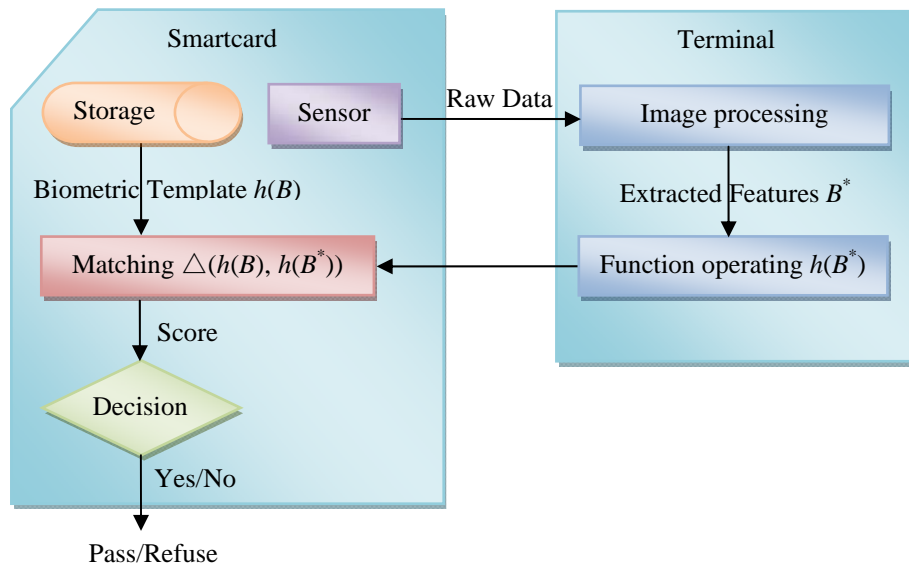 Smartcard
Terminal
Storage
Sensor
Raw Data
Image processing
Biometric Template h(B)
Extracted Features B*
Matching △(h(B), h(B*))
Function operating h(B*)
Score
Decision
Yes/No
Pass/Refuse